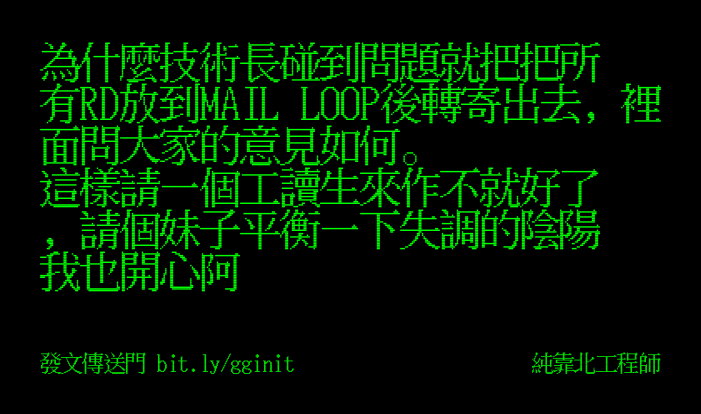 為什麼技術長碰到問題就把把所
有RD放到MAIL LOOP後轉寄出去, 裡
面問大家的意見如何。
這樣請一個工讀生來作不就好了
, 請個妹子平衡一下失調的陰陽
我也開心阿
發文傳送門 bit.ly/gginit
純靠北工程師